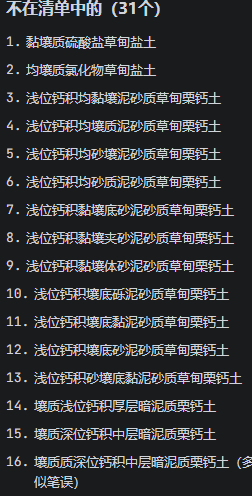 不在清单中的（31个）
1. 黏壤质硫酸盐草甸盐土
2. 均壤质氯化物草甸盐土
3. 浅位钙积均黏壤泥砂质草甸栗钙土
4. 浅位钙积均壤质泥砂质草甸栗钙土
5. 浅位钙积均砂壤泥砂质草甸栗钙土
6. 浅位钙积均砂质泥砂质草甸栗钙土
7. 浅位钙积黏壤底砂泥砂质草甸栗钙土
8. 浅位钙积黏壤夹砂泥砂质草甸栗钙土
9. 浅位钙积黏壤体砂泥砂质草甸栗钙土
10. 浅位钙积壤底砾泥砂质草甸栗钙土
11. 浅位钙积壤底黏泥砂质草甸栗钙土
12. 浅位钙积壤底砂泥砂质草甸栗钙土
13. 浅位钙积砂壤底黏泥砂质草甸栗钙土
14. 壤质浅位钙积厚层暗泥质栗钙土
15. 壤质深位钙积中层暗泥质栗钙土
16. 壤质质深位钙积中层暗泥质栗钙土（多
似笔误）